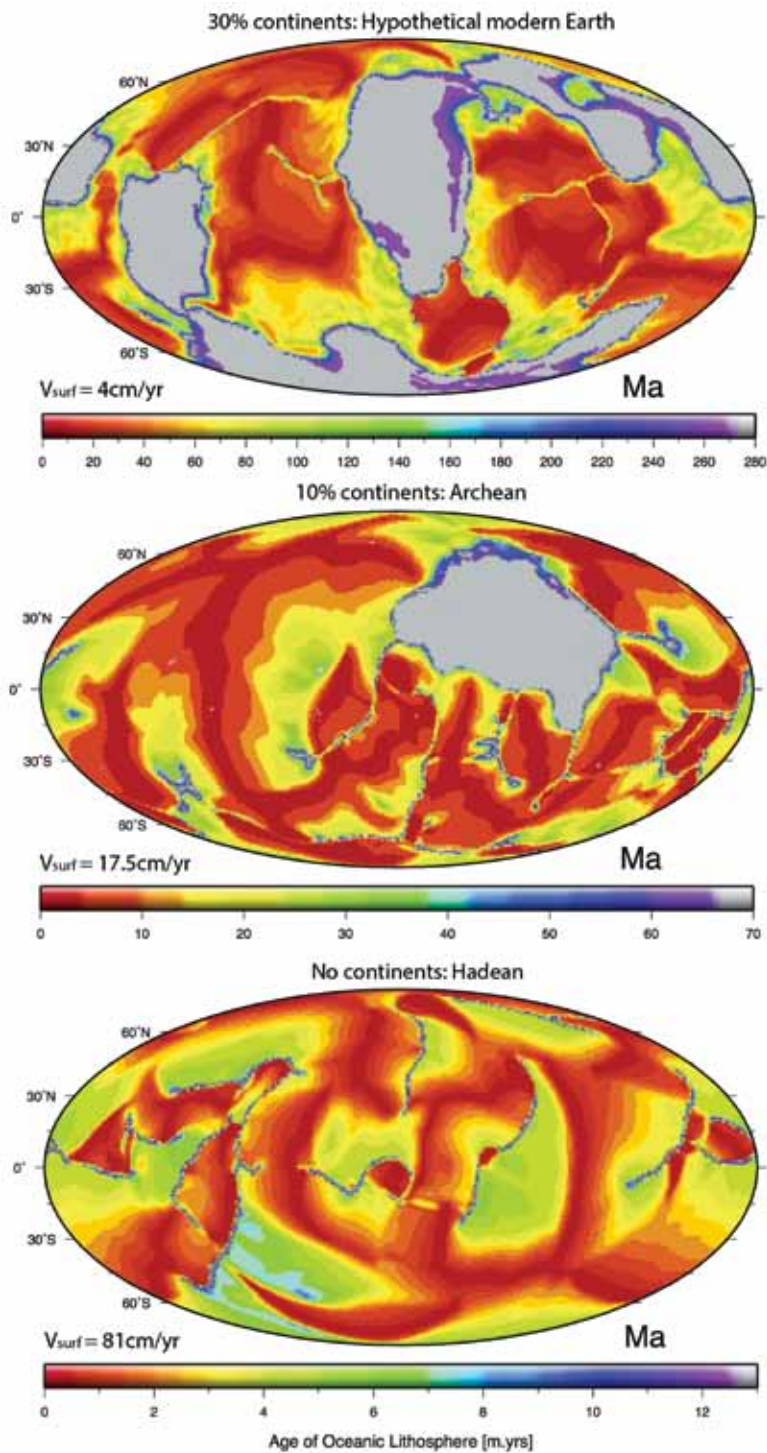 30% continents: Hypothetical modern Earth
60°N
30°N
0°
30°S
60°S
Vsurf = 4cm/yr
Ma
0 20 40 60 80 100 120 140 160 180 200 220 240 260 280
10% continents: Archean
60°N
30°N
0°
30°S
60°S
Vsurf = 17.5cm/yr
Ma
0 10 20 30 40 50 60 70
No continents: Hadean
60°N
30°N
0°
30°S
60°S
Vsurf = 81cm/yr
Ma
0 2 4 6 8 10 12
Age of Oceanic Lithosphere [m.yrs]